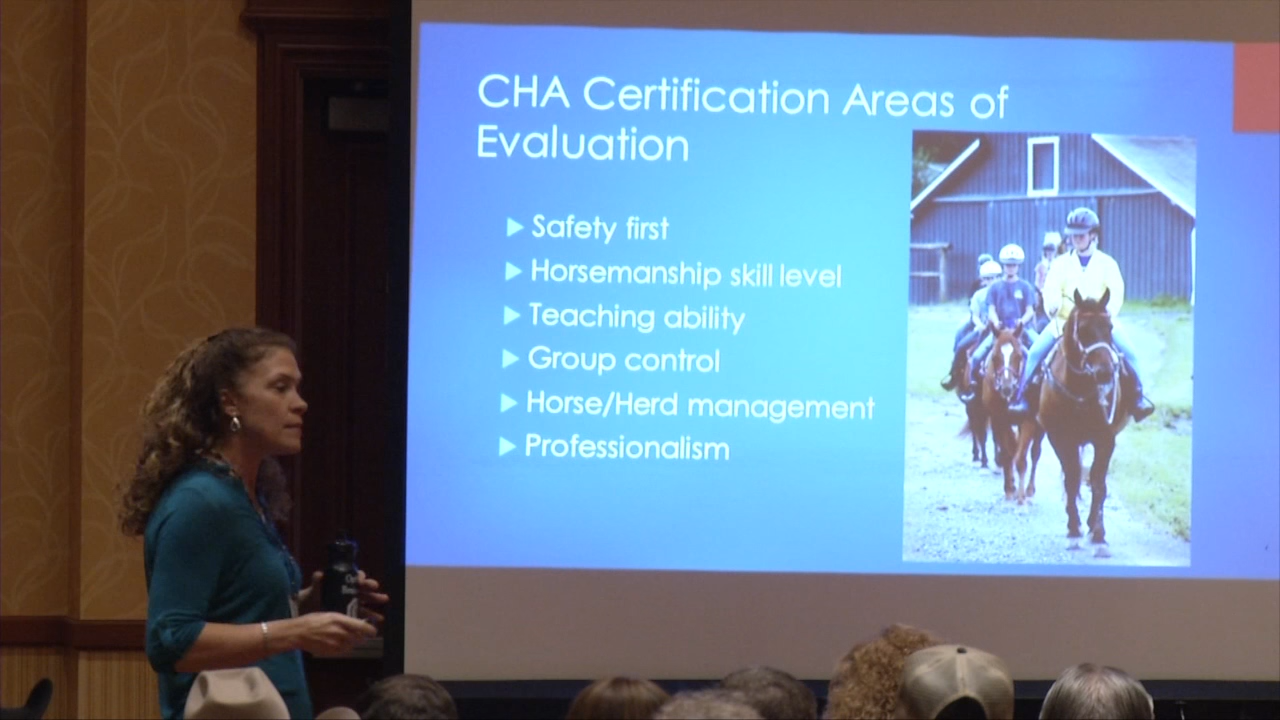 CHA Certification Areas of
Evaluation
Safety first
Horsemanship skill level
Teaching ability
Group control
Horse/Herd management
Professionalism